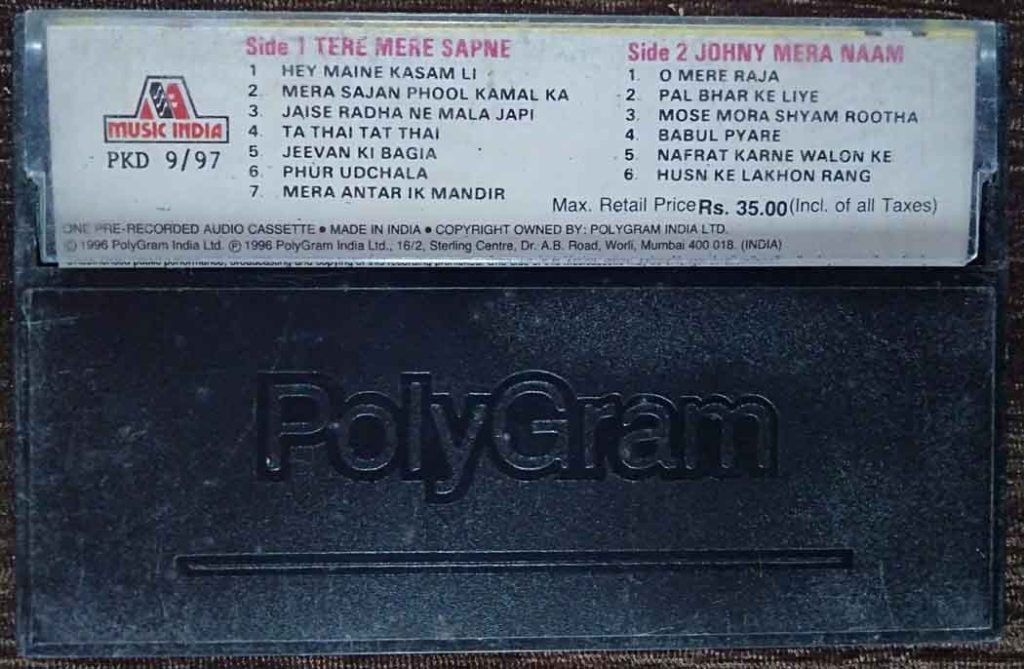 MUSIC INDIA
PKD 9/97
Side 1 TERE MERE SAPNE
1 HEY MAINE KASAM LI
2. MERA SAJAN PHOOL KAMAL KA
3. JAISE RADHA NE MALA JAPI
4. TA THAI TAT THAI
5. JEEVAN KI BAGIA
6. PHUR UDCHALA
7. MERA ANTAR IK MANDIR
Side 2 JOHNY MERA NAAM
1. O MERE RAJA
2. PAL BHAR KE LIYE
3. MOSE MORA SHYAM ROOTHA
4. BABUL PYARE
5. NAFRAT KARNE WALON KE
6. HUSN KE LAKHON RANG
Max. Retail Price Rs. 35.00 (Incl. of all Taxes)
ONE PRE-RECORDED AUDIO CASSETTE • MADE IN INDIA • COPYRIGHT OWNED BY: POLYGRAM INDIA LTD.
© 1996 PolyGram India Ltd. ℗ 1996 PolyGram India Ltd., 16/2, Sterling Centre, Dr. A.B. Road, Worli, Mumbai 400 018. (INDIA)
PolyGram